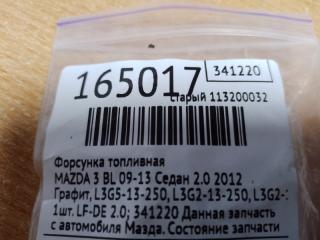 165017
341220
старый 113200032
Форсунка топливная
MAZDA 3 BL 09-13 Седан 2.0 2012
Графит, L3G5-13-250, L3G2-13-250, L3G2-
1шт. LF-DE 2.0; 341220 Данная запчасть
с автомобиля Мазда. Состояние запчасти